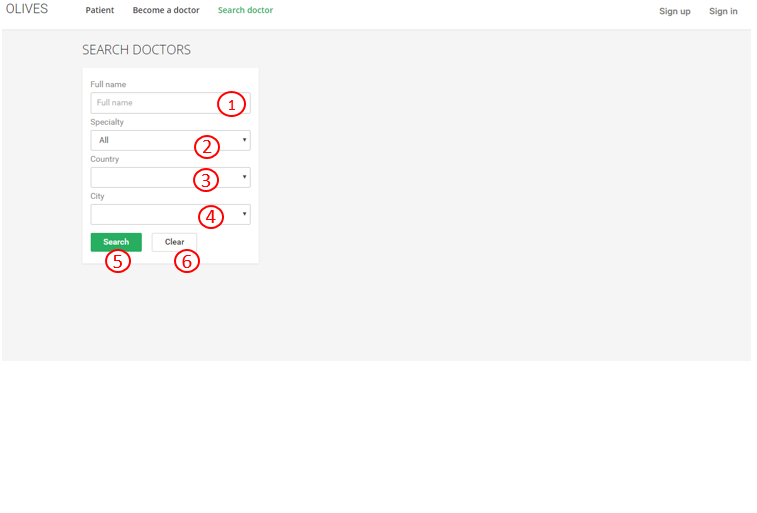 OLIVES Patient Become a doctor Search doctor Sign up Sign in
SEARCH DOCTORS
Full name
Full name 1
Specialty
All 2
Country
3
City
4
Search Clear
5 6